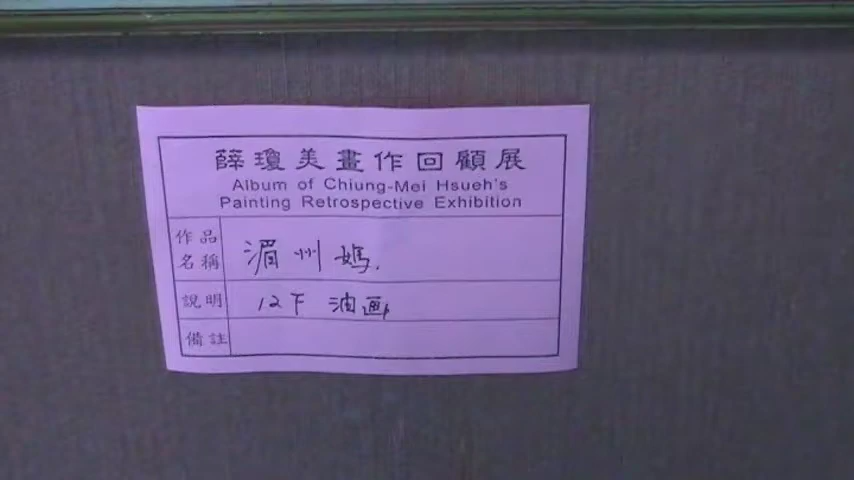 薛瓊美畫作回顧展
Album of Chiung-Mei Hsueh's
Painting Retrospective Exhibition
作品名稱 湄州媽.
說明 12下 油画
備註